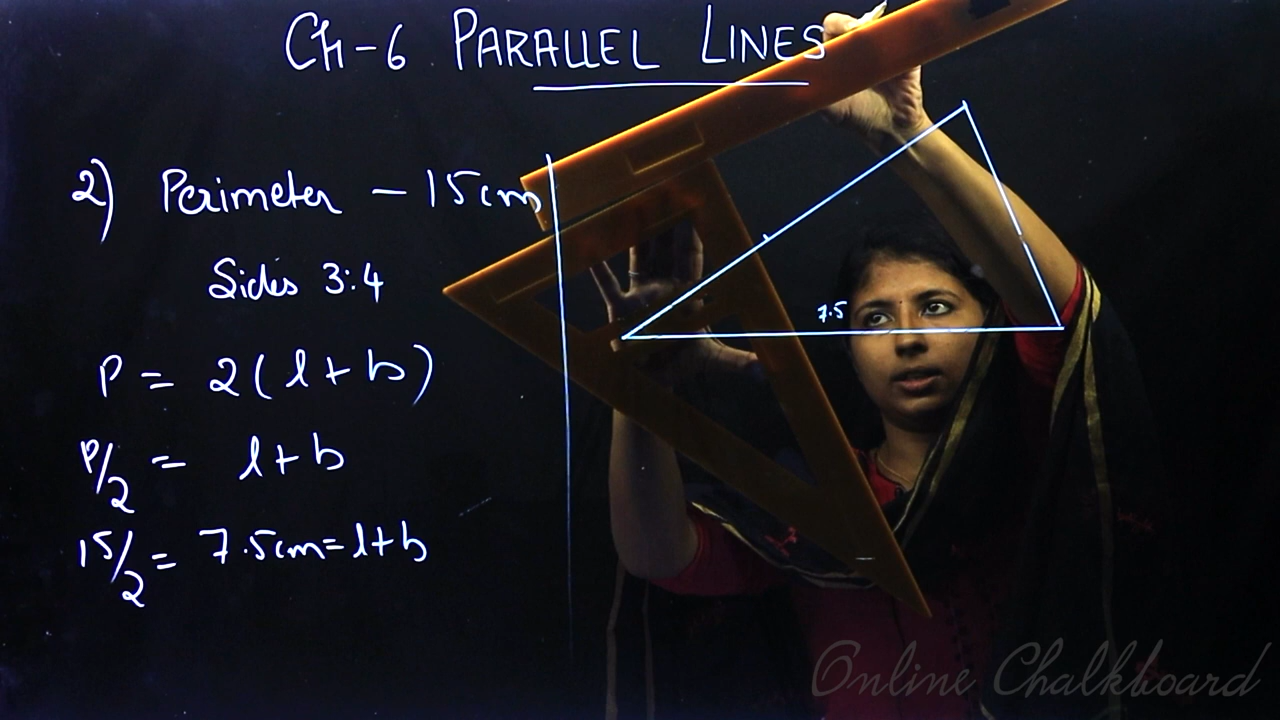 Ch-6 PARALLEL LINES
2) Perimeter - 15cm
Sides 3:4
P = 2(l+b)
P/2 = l+b
15/2 = 7.5cm=l+b
7.5
Online Chalkboard